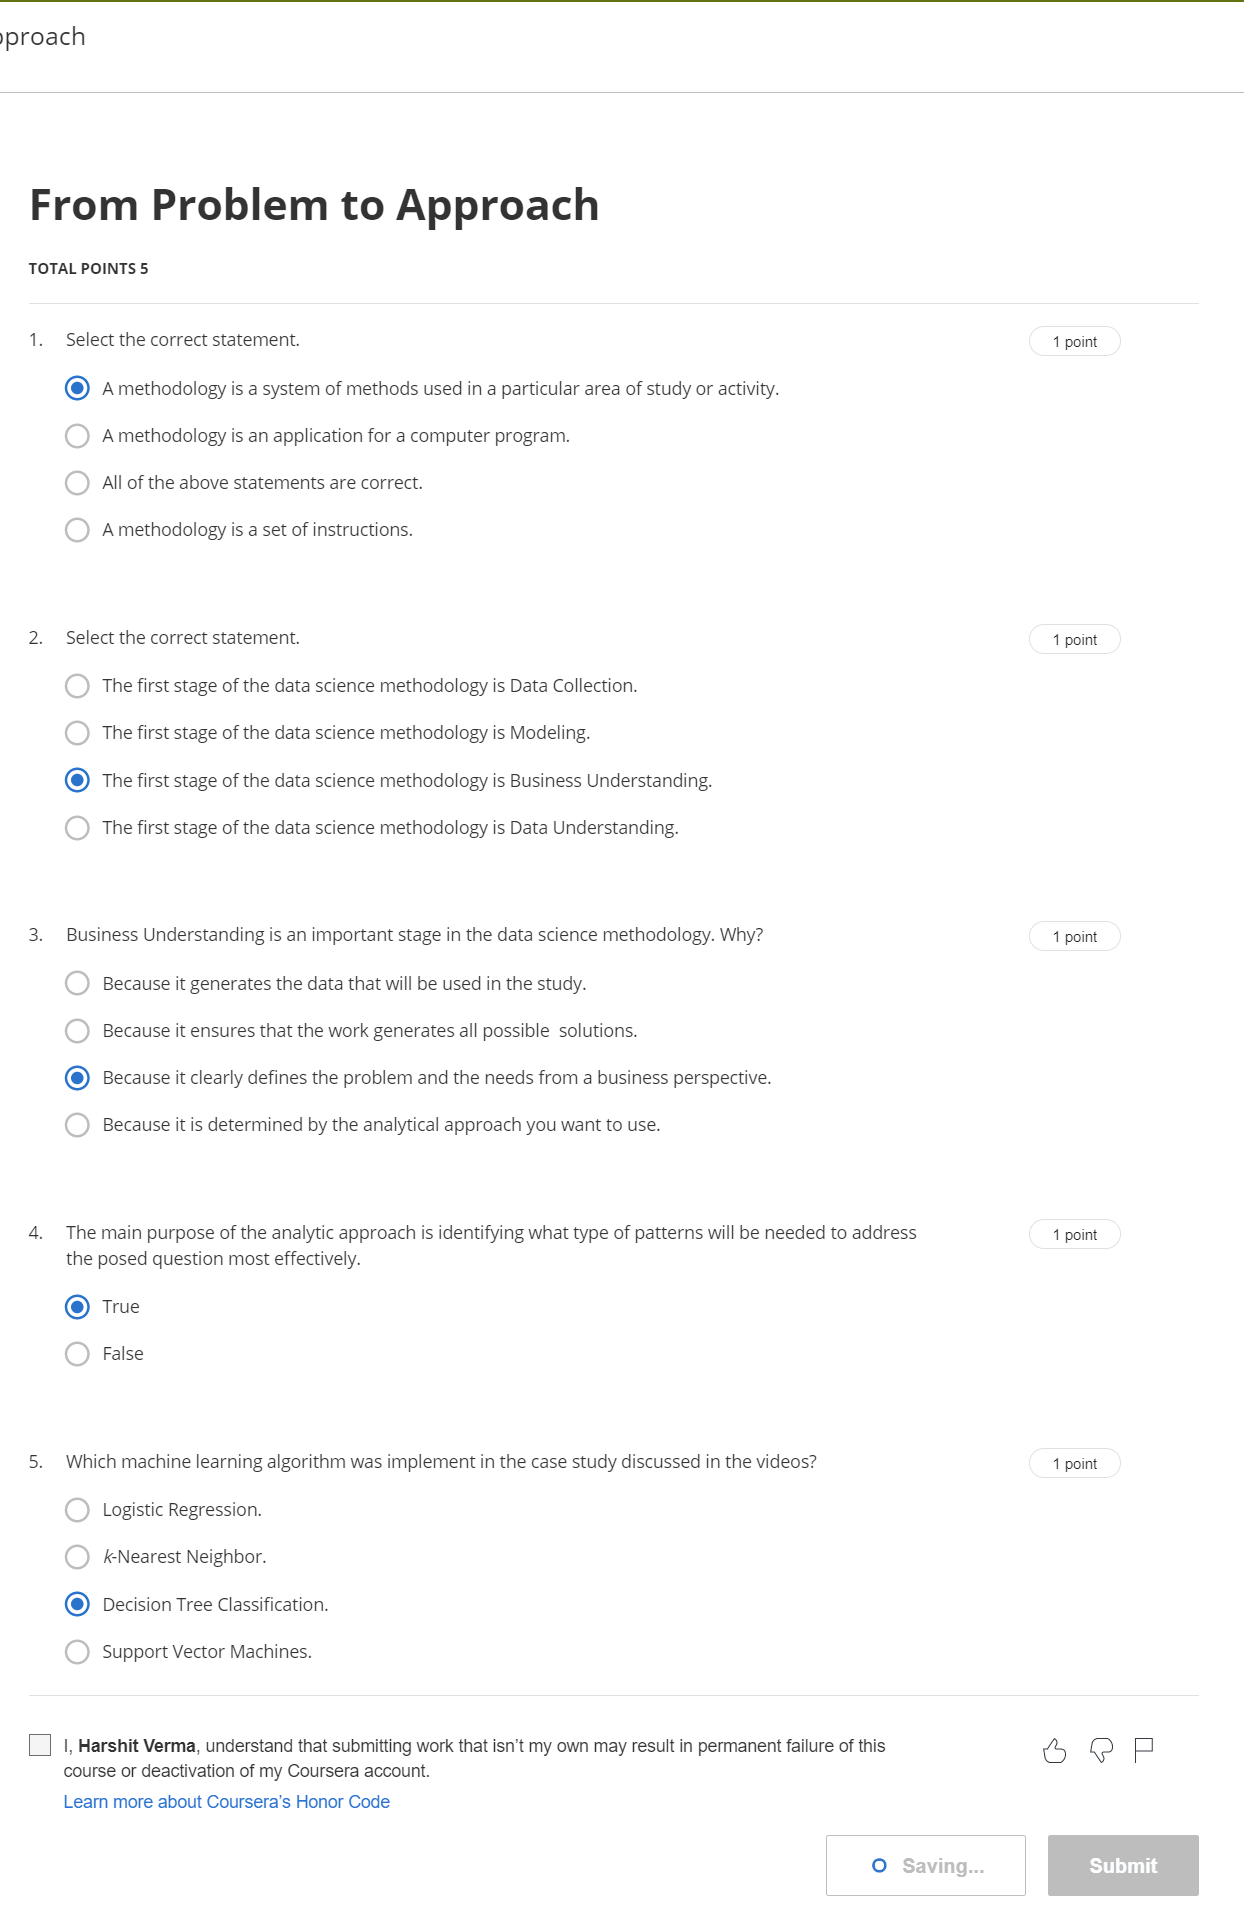 pproach
From Problem to Approach
TOTAL POINTS 5
1. Select the correct statement.
1 point
A methodology is a system of methods used in a particular area of study or activity.
A methodology is an application for a computer program.
All of the above statements are correct.
A methodology is a set of instructions.
2. Select the correct statement.
1 point
The first stage of the data science methodology is Data Collection.
The first stage of the data science methodology is Modeling.
The first stage of the data science methodology is Business Understanding.
The first stage of the data science methodology is Data Understanding.
3. Business Understanding is an important stage in the data science methodology. Why?
1 point
Because it generates the data that will be used in the study.
Because it ensures that the work generates all possible  solutions.
Because it clearly defines the problem and the needs from a business perspective.
Because it is determined by the analytical approach you want to use.
4. The main purpose of the analytic approach is identifying what type of patterns will be needed to address
the posed question most effectively.
1 point
True
False
5. Which machine learning algorithm was implement in the case study discussed in the videos?
1 point
Logistic Regression.
k-Nearest Neighbor.
Decision Tree Classification.
Support Vector Machines.
I, Harshit Verma, understand that submitting work that isn't my own may result in permanent failure of this
course or deactivation of my Coursera account.
Learn more about Coursera's Honor Code
Saving...
Submit